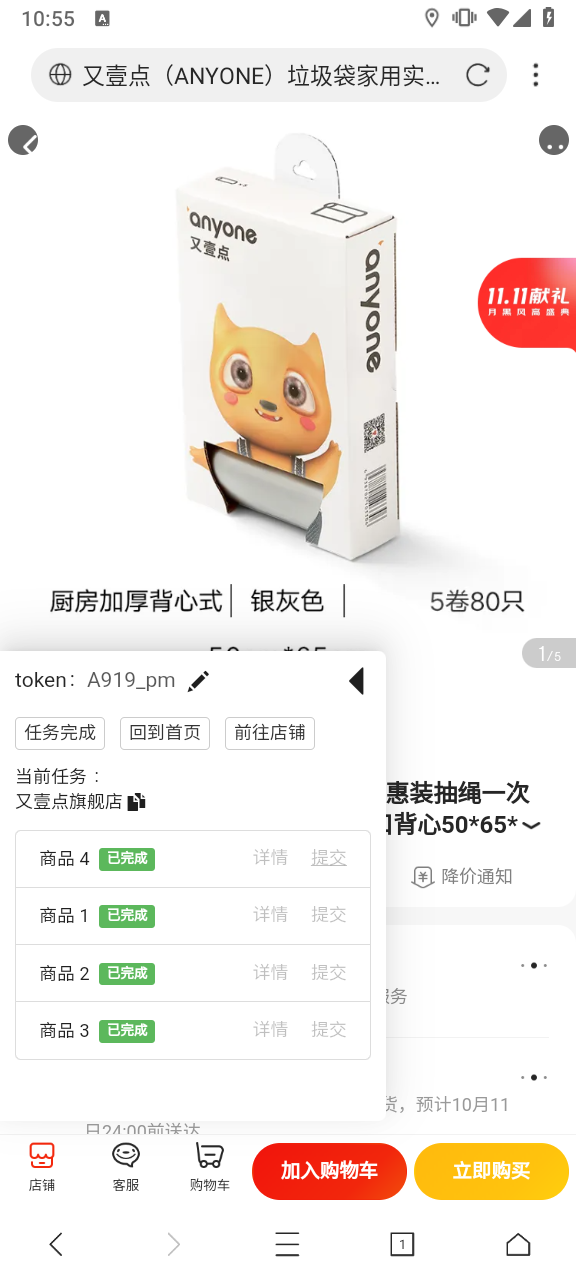 10:55
A
又壹点（ANYONE）垃圾袋家用实...
anyone
又壹点
anyone
11.11献礼
月黑风高盛典
厨房加厚背心式
银灰色
5卷80只
1/5
token： A919_pm
任务完成
回到首页
前往店铺
当前任务：
又壹点旗舰店
惠装抽绳一次
背心50*65*
降价通知
商品 4 已完成 详情 提交
商品 1 已完成 详情 提交
商品 2 已完成 详情 提交
商品 3 已完成 详情 提交
服务
货，预计10月11
日24:00前送达
店铺
客服
购物车
加入购物车
立即购买
1